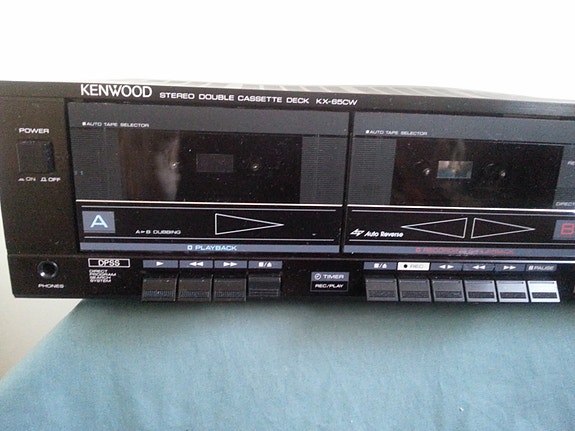 KENWOOD STEREO DOUBLE CASSETTE DECK KX-65CW
AUTO TAPE SELECTOR
AUTO TAPE SELECTOR
POWER
ON OFF
A
A►B DUBBING
PLAYBACK
Auto Reverse
B
DIRECT
DPSS
DIRECT
PROGRAM
SEARCH
SYSTEM
PHONES
TIMER
REC/PLAY
REC
PAUSE